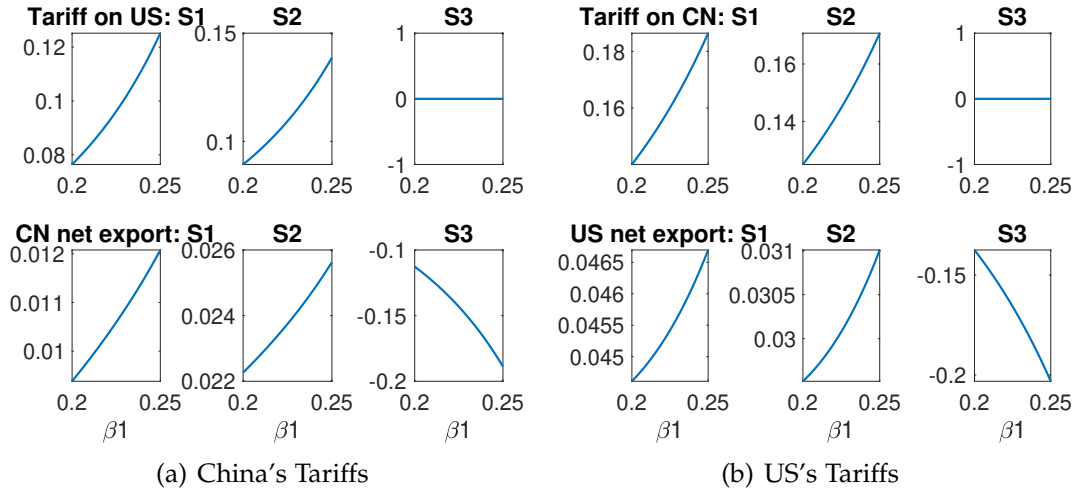 Tariff on US: S1 S2 S3 Tariff on CN: S1 S2 S3
0.12 0.1 0.08 0.15 0.1 1 0 -1 0.18 0.16 0.16 0.14 1 0 -1
0.2 0.25 0.2 0.25 0.2 0.25 0.2 0.25 0.2 0.25 0.2 0.25
CN net export: S1 S2 S3 US net export: S1 S2 S3
0.012 0.011 0.01 0.026 0.024 0.022 -0.1 -0.15 -0.2 0.0465 0.046 0.0455 0.045 0.031 0.0305 0.03 -0.15 -0.2
0.2 0.25 0.2 0.25 0.2 0.25 0.2 0.25 0.2 0.25 0.2 0.25
β1 β1 β1 β1 β1 β1
(a) China's Tariffs (b) US's Tariffs